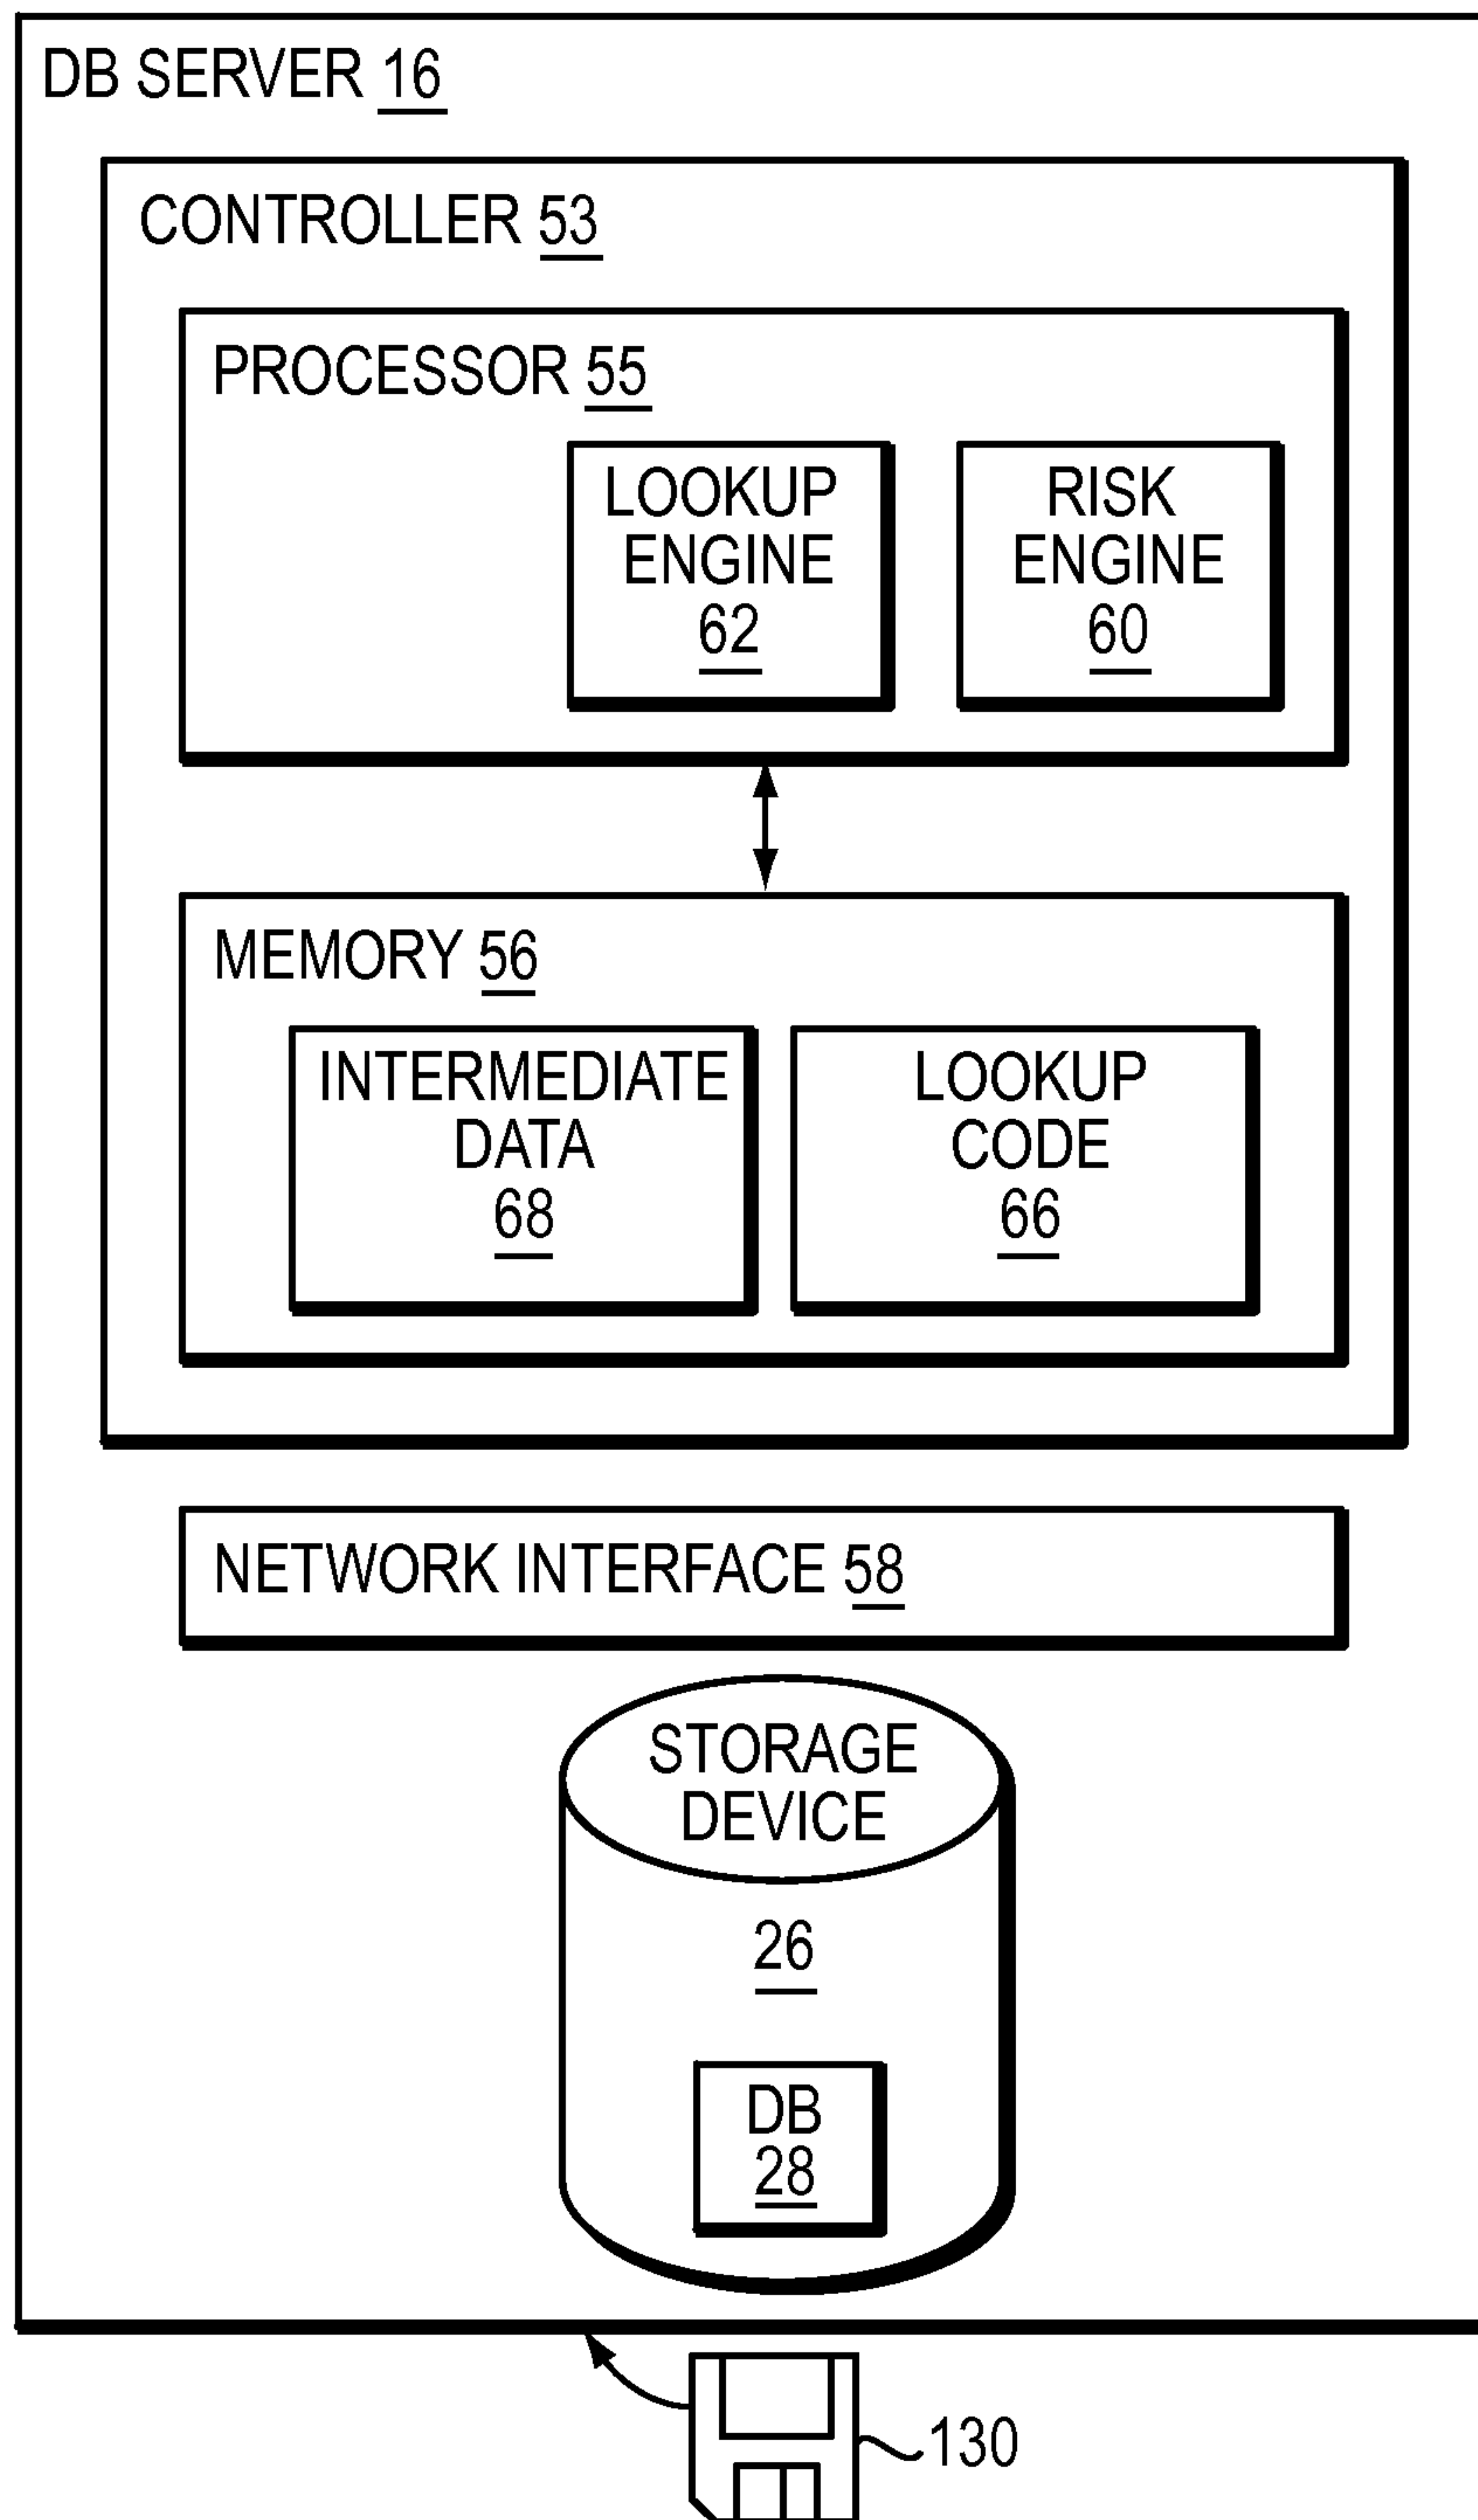 DB SERVER 16
CONTROLLER 53
PROCESSOR 55
LOOKUP
ENGINE
62
RISK
ENGINE
60
MEMORY 56
INTERMEDIATE
DATA
68
LOOKUP
CODE
66
NETWORK INTERFACE 58
STORAGE
DEVICE
26
DB
28
130